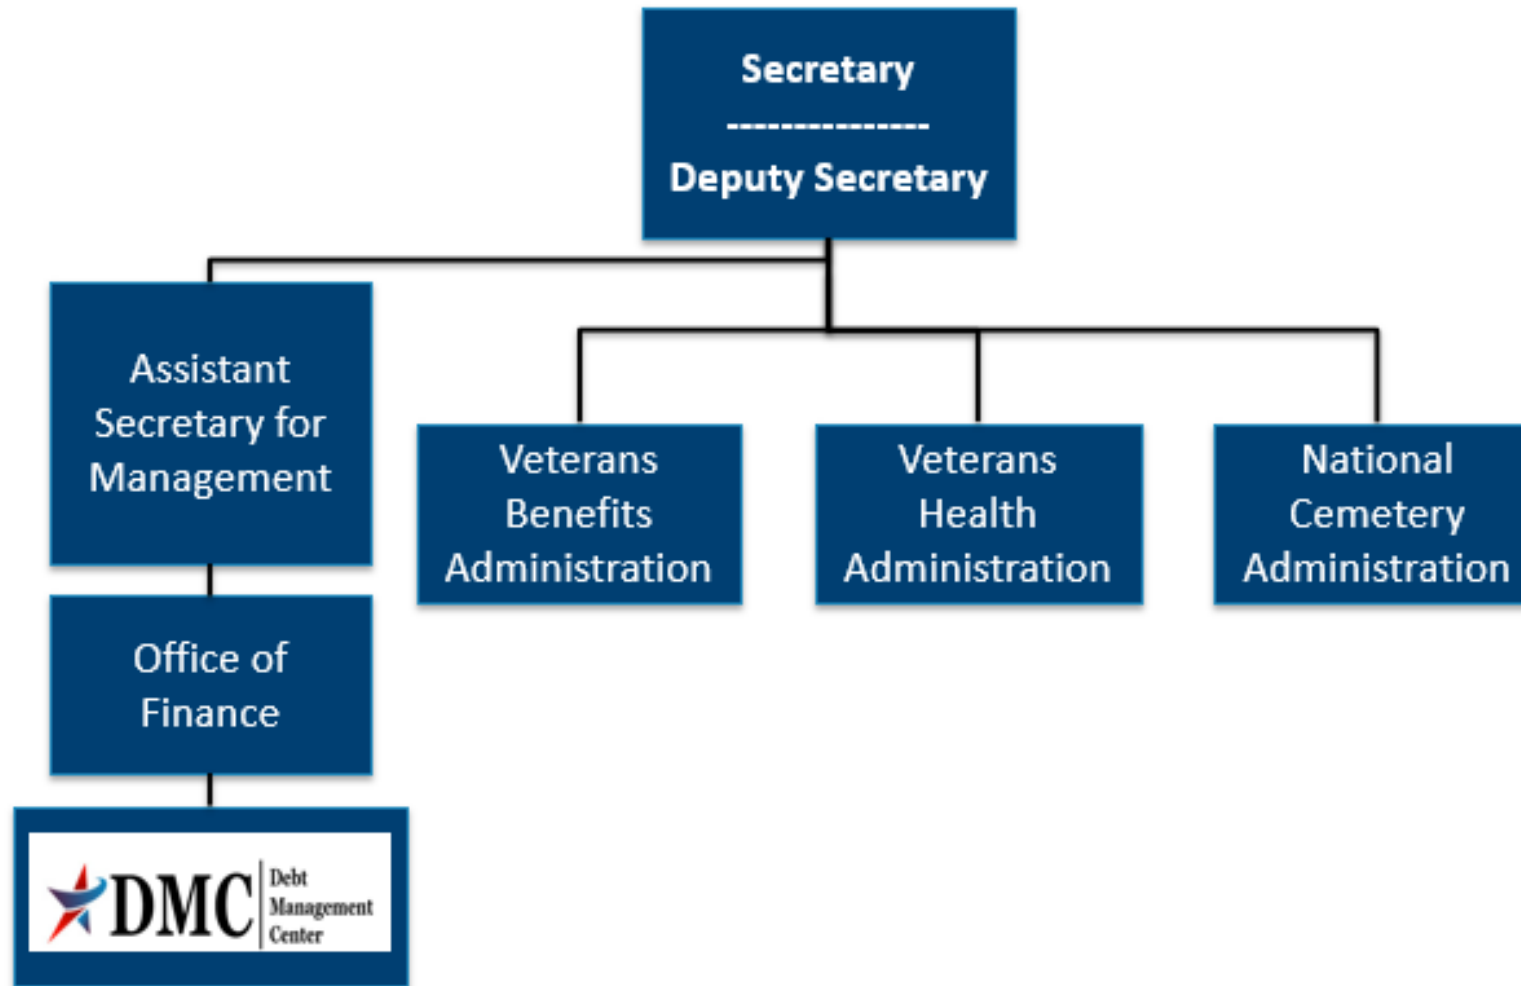 Secretary
---------------
Deputy Secretary
Assistant
Secretary for
Management
Veterans
Benefits
Administration
Veterans
Health
Administration
National
Cemetery
Administration
Office of
Finance
DMC
Debt
Management
Center